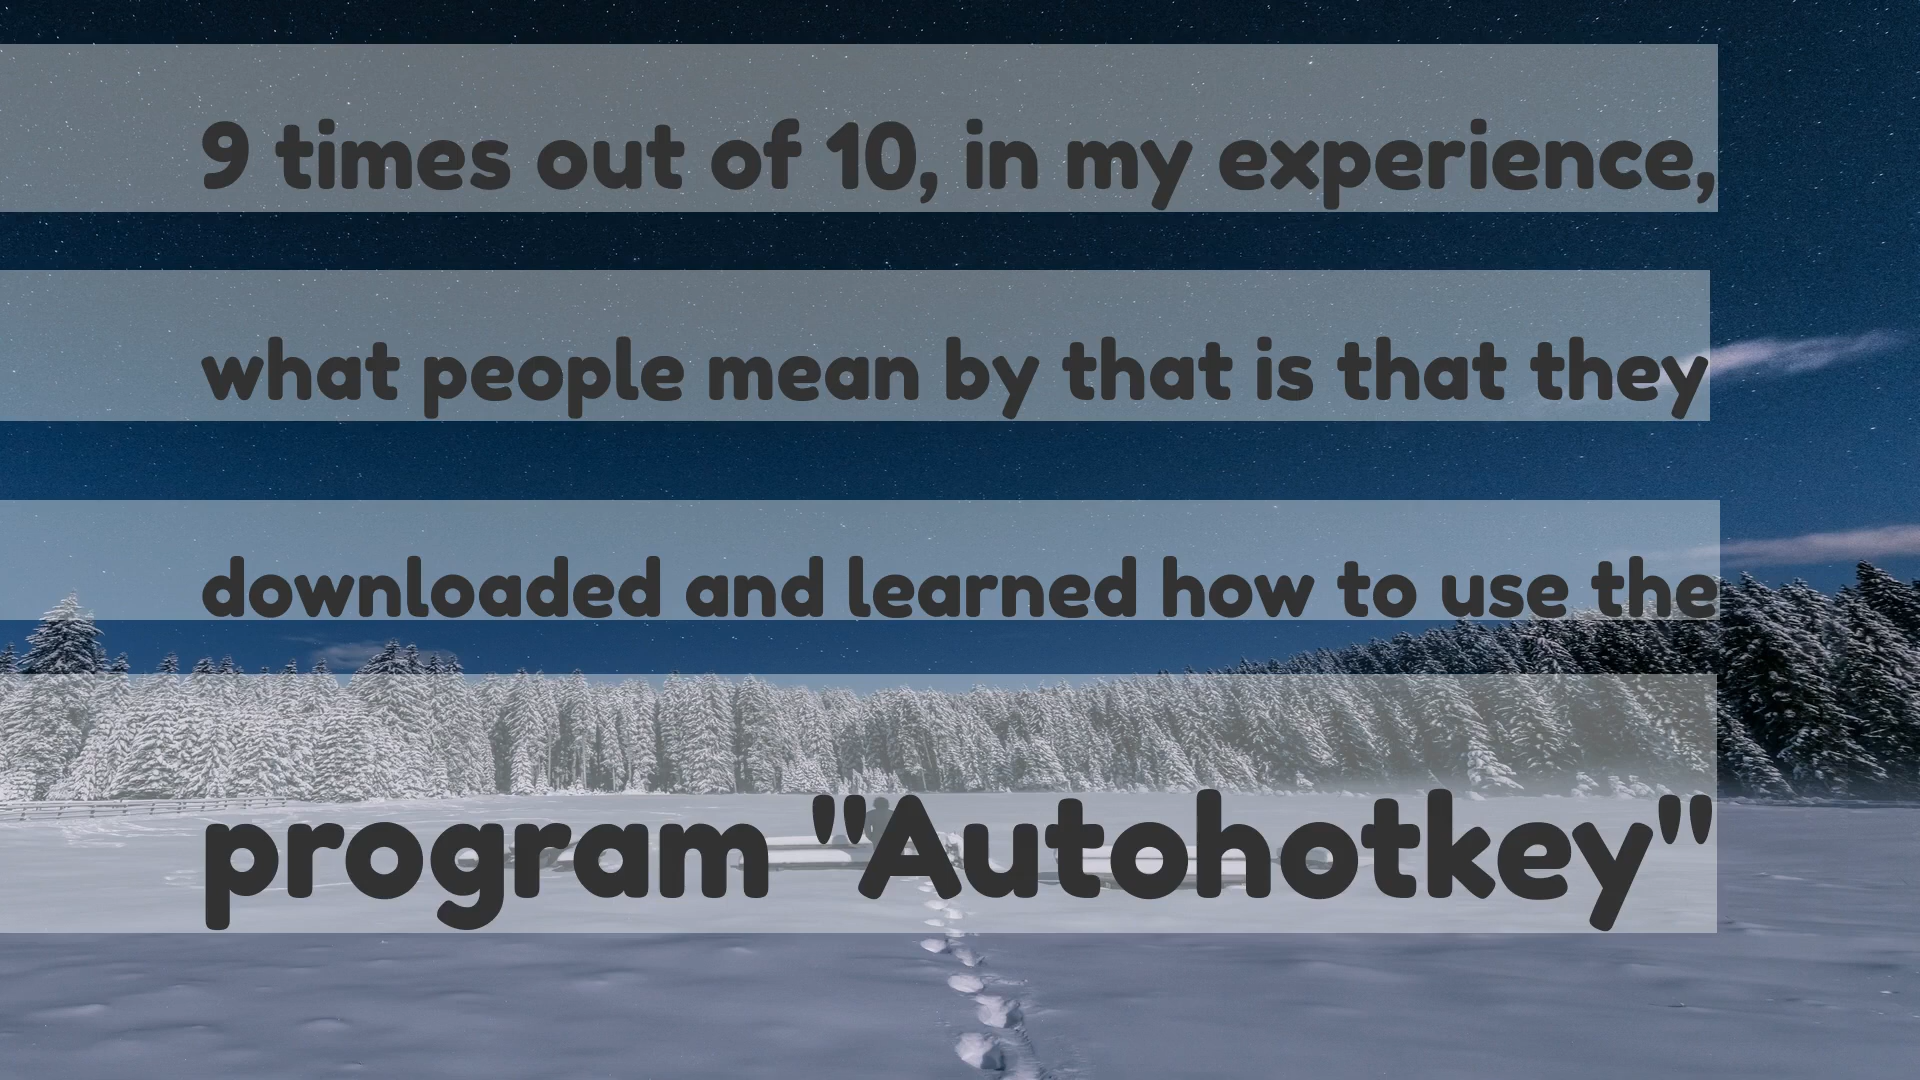 9 times out of 10, in my experience,
what people mean by that is that they
downloaded and learned how to use the
program "Autohotkey"